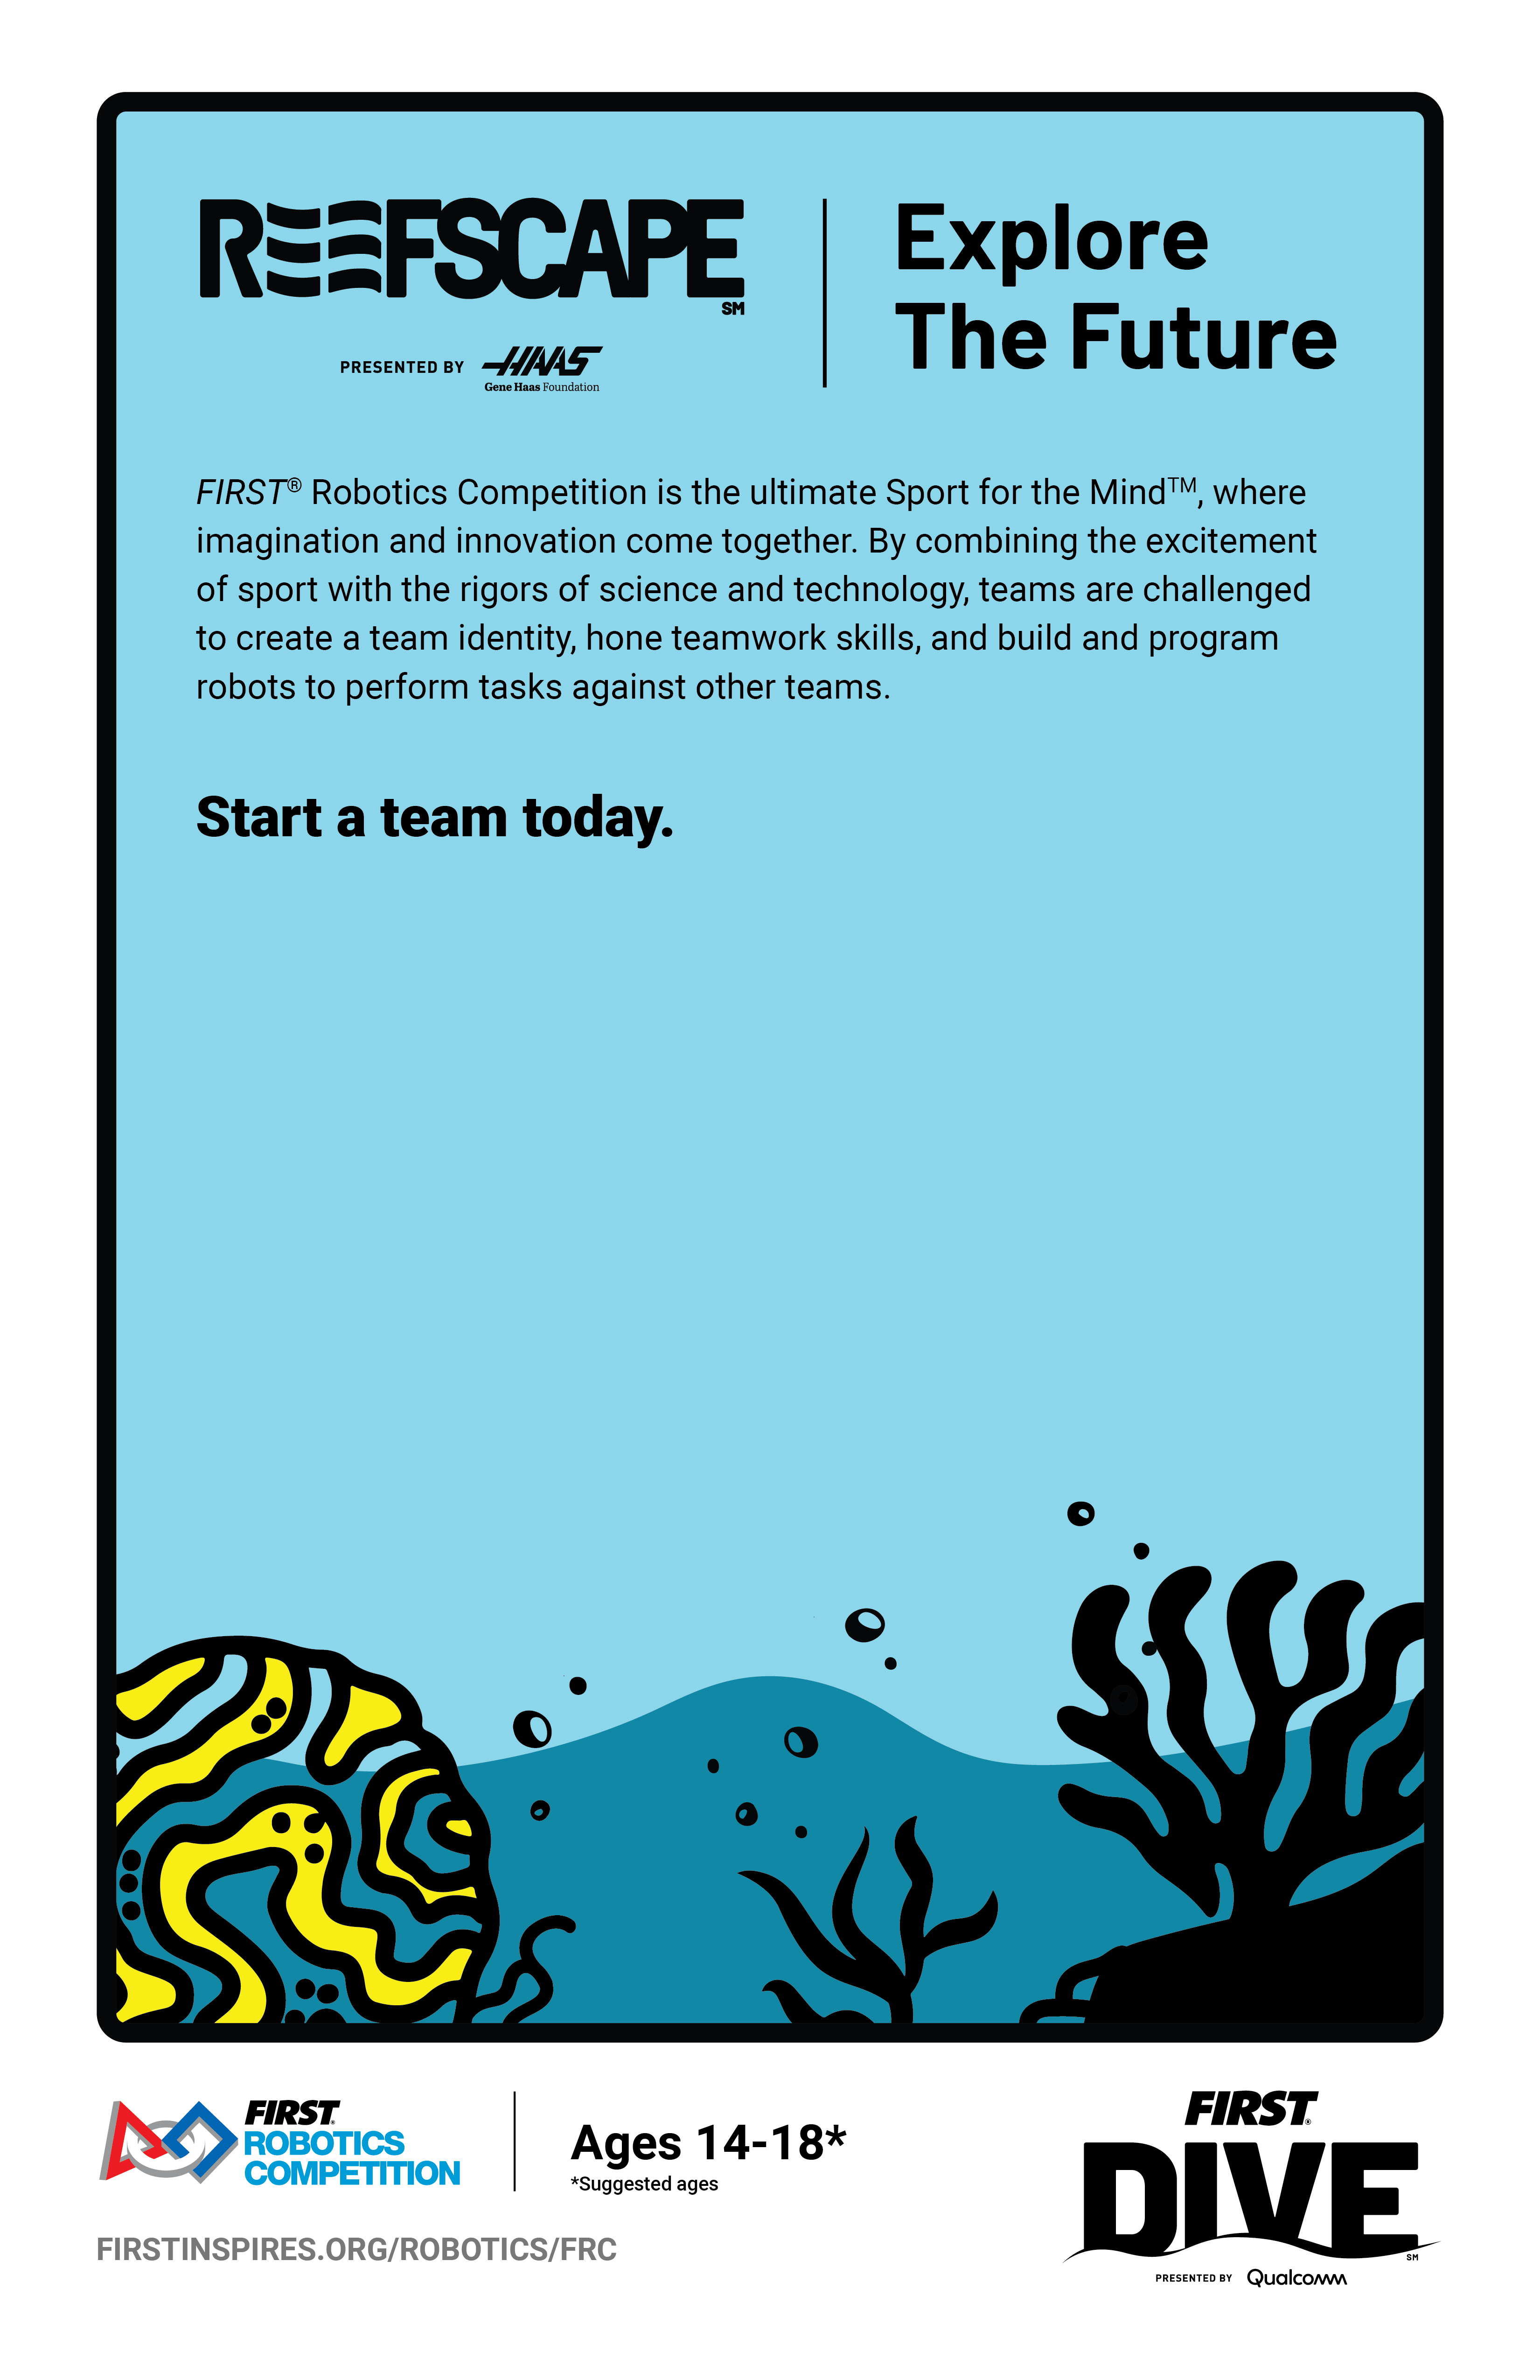 REEFSCAPE
SM
PRESENTED BY HAAS
Gene Haas Foundation
Explore
The Future
FIRST® Robotics Competition is the ultimate Sport for the Mind™, where
imagination and innovation come together. By combining the excitement
of sport with the rigors of science and technology, teams are challenged
to create a team identity, hone teamwork skills, and build and program
robots to perform tasks against other teams.
Start a team today.
FIRST®
ROBOTICS
COMPETITION
Ages 14-18*
*Suggested ages
FIRSTINSPIRES.ORG/ROBOTICS/FRC
FIRST®
DIVE
SM
PRESENTED BY Qualcomm